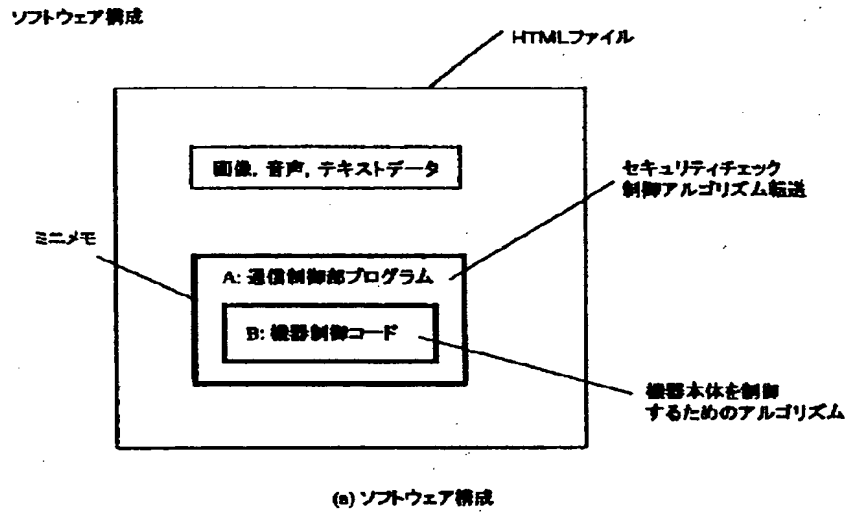 ソフトウェア構成
HTMLファイル
画像, 音声, テキストデータ
セキュリティチェック
制御アルゴリズム転送
ミニメモ
A: 通信制御部プログラム
B: 機器制御コード
機器本体を制御
するためのアルゴリズム
(a) ソフトウェア構成